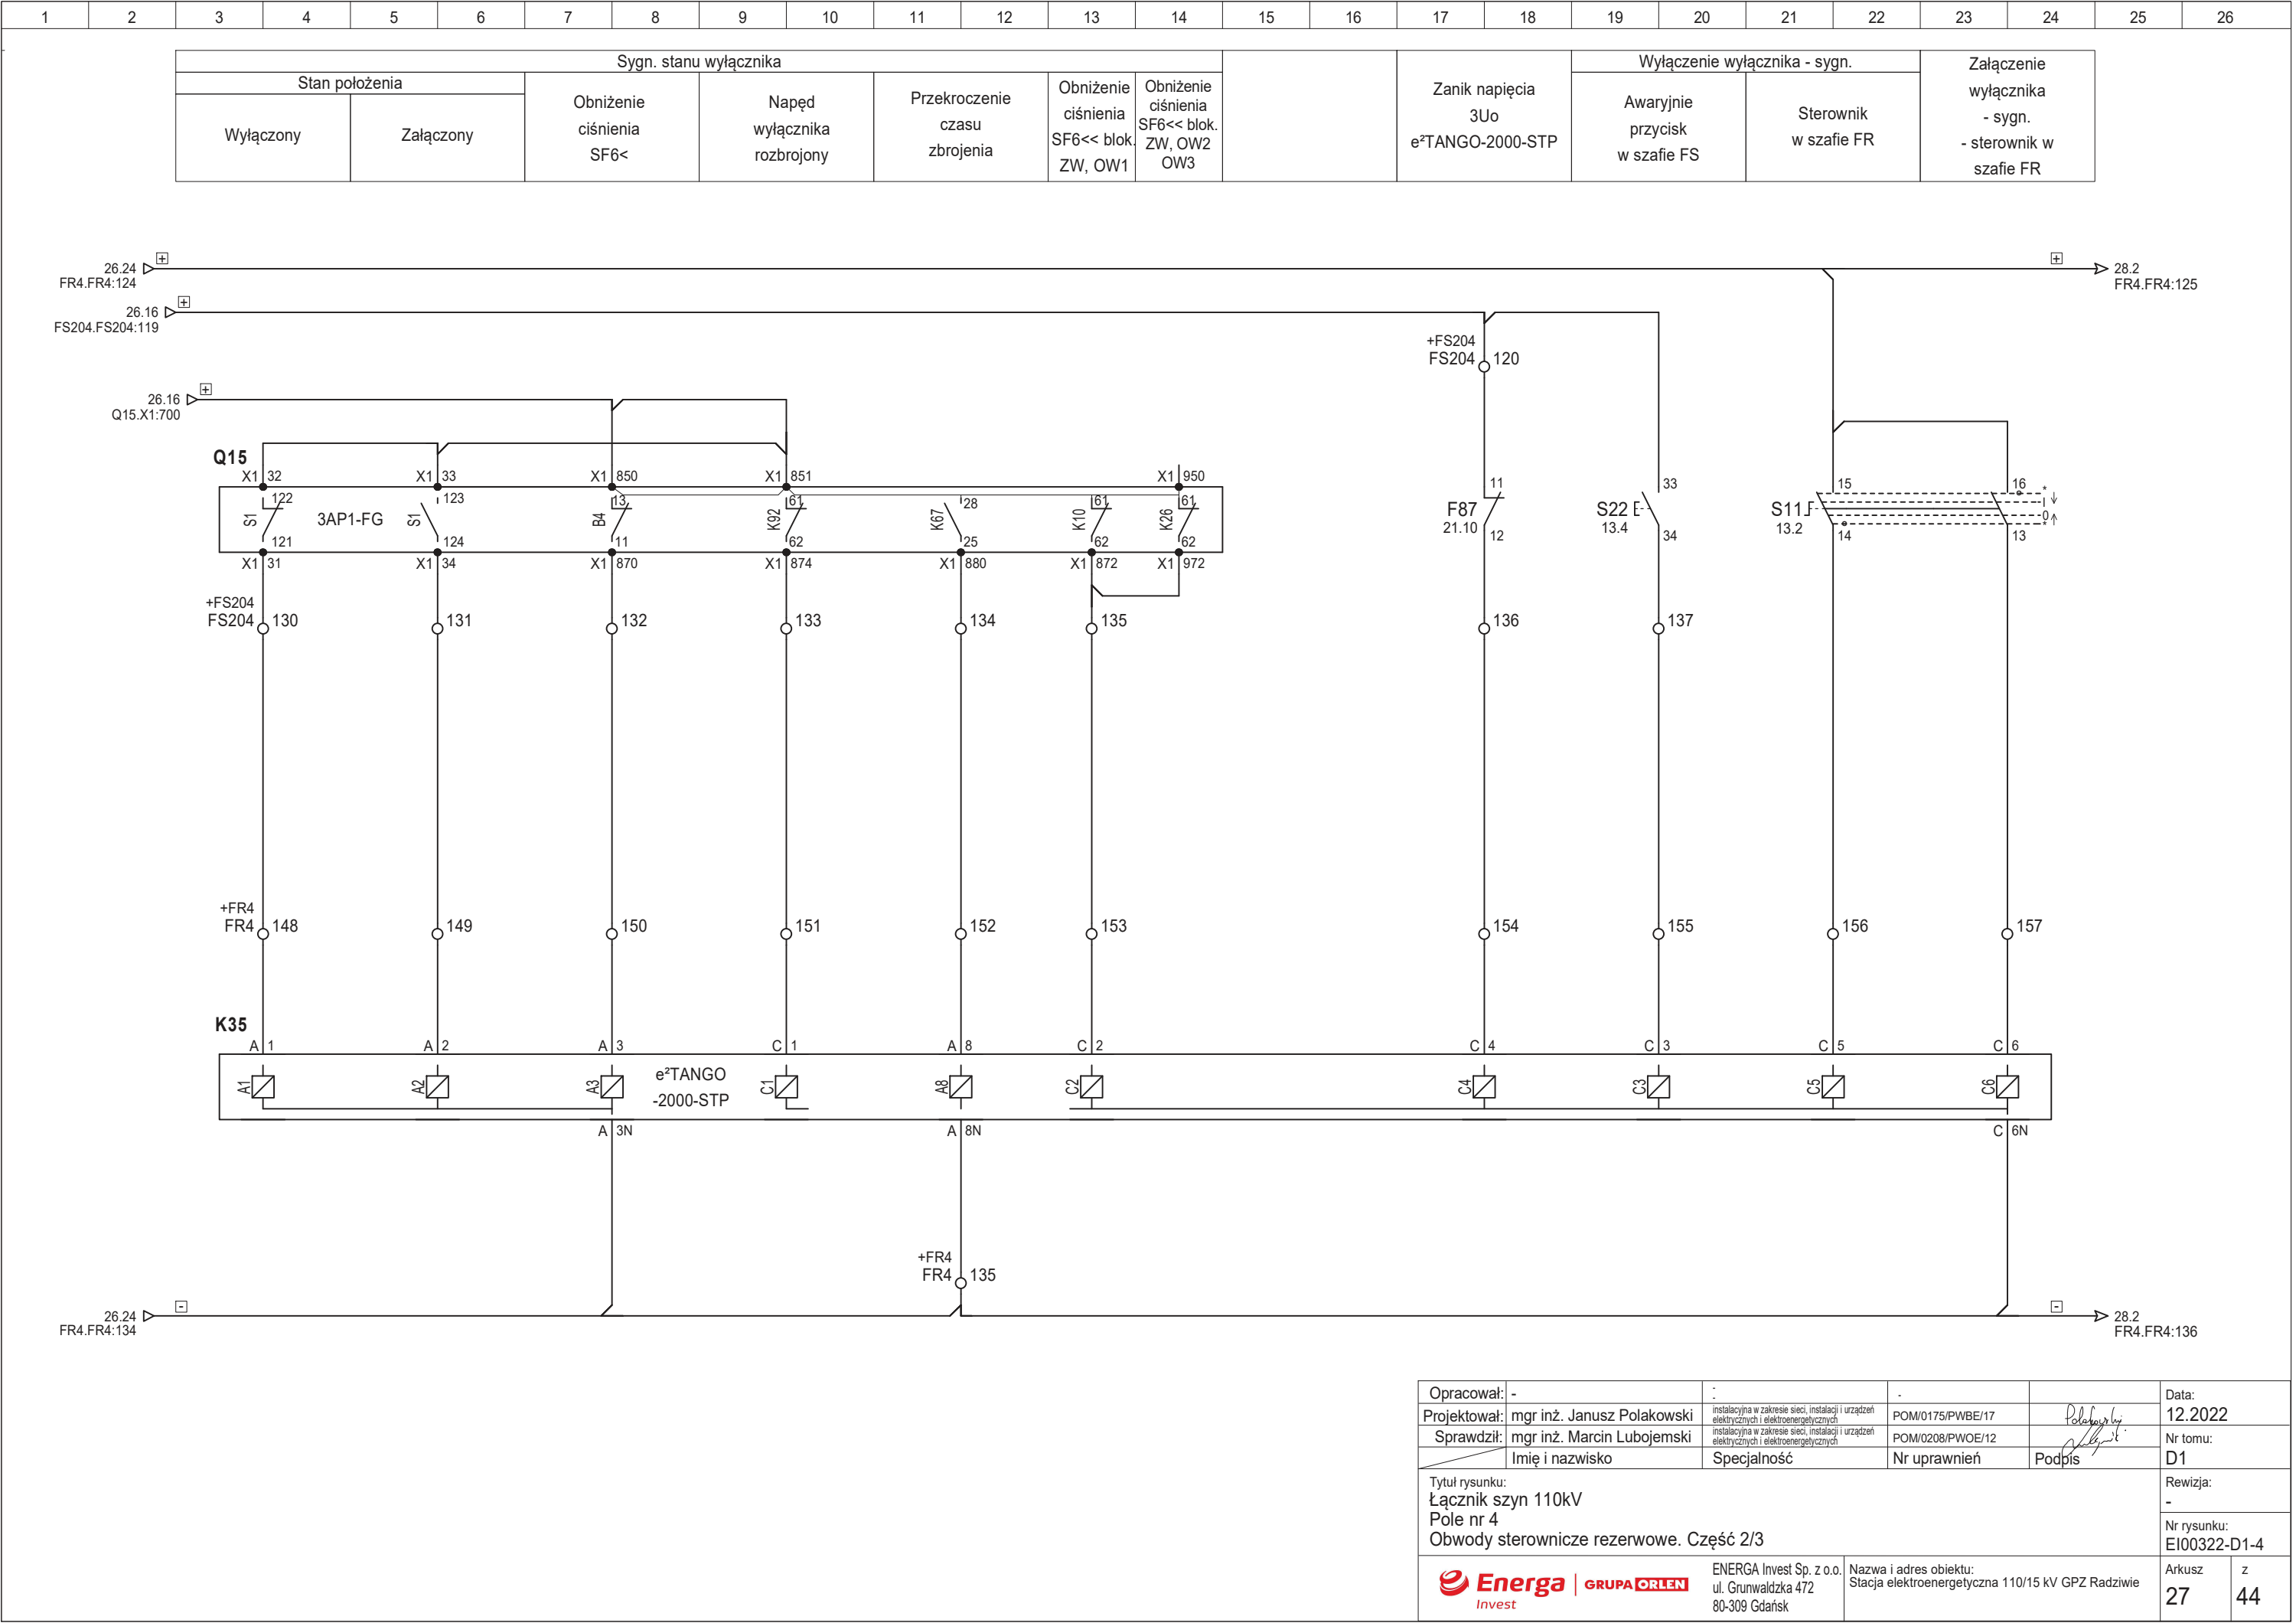 1 2 3 4 5 6 7 8 9 10 11 12 13 14 15 16 17 18 19 20 21 22 23 24 25 26
Sygn. stanu wyłącznika
Stan położenia
Wyłączony
Załączony
Obniżenie
ciśnienia
SF6<
Napęd
wyłącznika
rozbrojony
Przekroczenie
czasu
zbrojenia
Obniżenie
ciśnienia
SF6<< blok.
ZW, OW1
Obniżenie
ciśnienia
SF6<< blok.
ZW, OW2
OW3
Zanik napięcia
3Uo
e²TANGO-2000-STP
Wyłączenie wyłącznika - sygn.
Awaryjnie
przycisk
w szafie FS
Sterownik
w szafie FR
Załączenie
wyłącznika
- sygn.
- sterownik w
szafie FR
26.24 + + 28.2
FR4.FR4:124 FR4.FR4:125
26.16 +
FS204.FS204:119
+FS204
FS204 120
26.16 +
Q15.X1:700
Q15
X1 32 X1 33 X1 850 X1 851 X1 950
122 123 13 61 28 61 61
S1 3AP1-FG S1 B4 K92 K67 K10 K26
121 124 11 62 25 62 62
X1 31 X1 34 X1 870 X1 874 X1 880 X1 872 X1 972
11 33 15 16 *
F87 S22 S11 I
21.10 13.4 13.2 0
*
12 34 14 13
+FS204
FS204 130 131 132 133 134 135 136 137
+FR4
FR4 148 149 150 151 152 153 154 155 156 157
K35
A 1 A 2 A 3 C 1 A 8 C 2 C 4 C 3 C 5 C 6
A1 A2 A3 e²TANGO C1 A8 C2 C4 C3 C5 C6
-2000-STP
A 3N A 8N C 6N
+FR4
FR4 135
26.24 - - 28.2
FR4.FR4:134 FR4.FR4:136
Opracował: - - - -
Projektował: mgr inż. Janusz Polakowski instalacyjna w zakresie sieci, instalacji i urządzeń
elektrycznych i elektroenergetycznych POM/0175/PWBE/17
Sprawdził: mgr inż. Marcin Lubojemski instalacyjna w zakresie sieci, instalacji i urządzeń
elektrycznych i elektroenergetycznych POM/0208/PWOE/12
Imię i nazwisko Specjalność Nr uprawnień Podpis
Data:
12.2022
Nr tomu:
D1
Rewizja:
-
Nr rysunku:
EI00322-D1-4
Tytuł rysunku:
Łącznik szyn 110kV
Pole nr 4
Obwody sterownicze rezerwowe. Część 2/3
Energa
Invest
GRUPA ORLEN
ENERGA Invest Sp. z o.o.
ul. Grunwaldzka 472
80-309 Gdańsk
Nazwa i adres obiektu:
Stacja elektroenergetyczna 110/15 kV GPZ Radziwie
Arkusz z
27 44